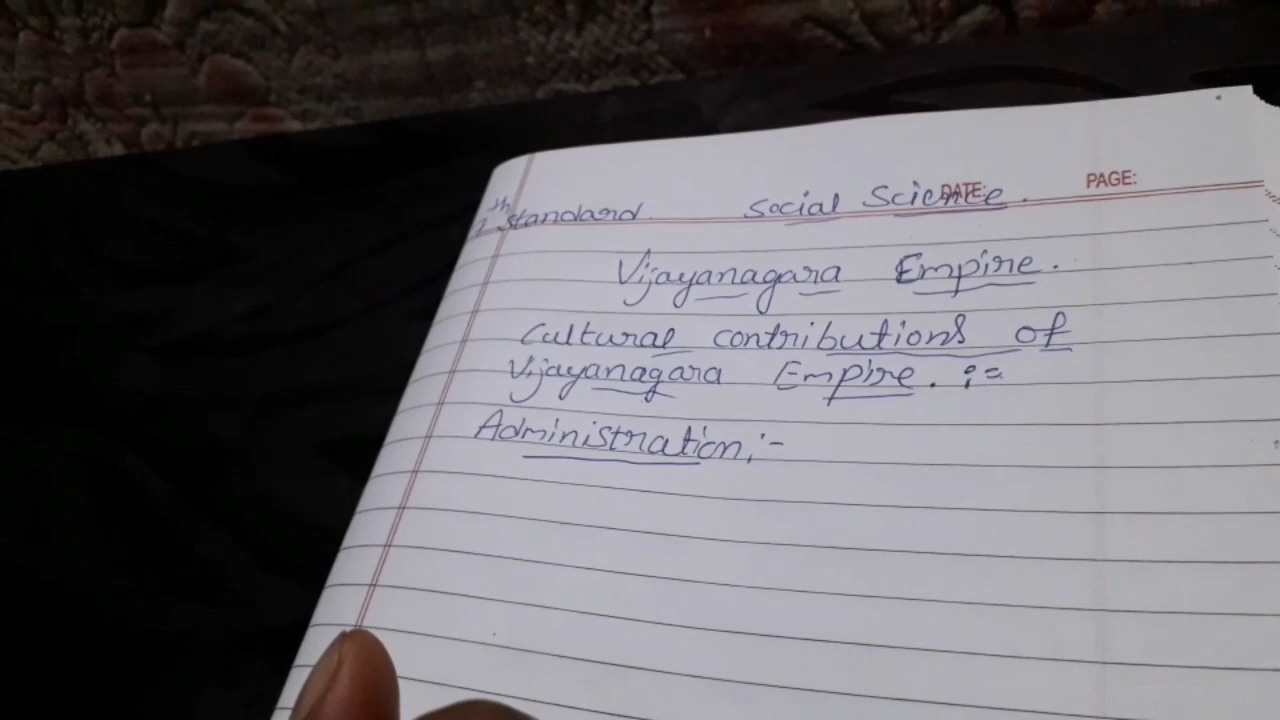 7th standard Social Science. DATE: PAGE:
Vijayanagara Empire.
Cultural contributions of
Vijayanagara Empire. :=
Administration :-